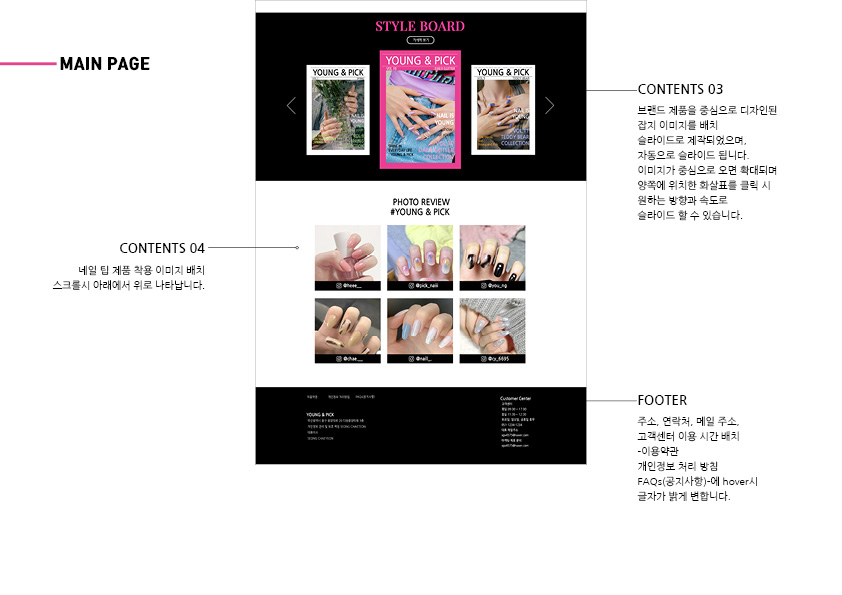 MAIN PAGE
STYLE BOARD
YOUNG & PICK
YOUNG & PICK
YOUNG & PICK
NAIL IS
YOUNG
CONTENTS 03
브랜드 제품을 중심으로 디자인된
잡지 이미지를 배치
슬라이드로 제작되었으며,
자동으로 슬라이드 됩니다.
이미지가 중심으로 오면 확대되며
양쪽에 위치한 화살표를 클릭 시
원하는 방향과 속도로
슬라이드 할 수 있습니다.
PHOTO REVIEW
#YOUNG & PICK
CONTENTS 04
네일 팁 제품 착용 이미지 배치
스크롤시 아래에서 위로 나타납니다.
@heee__
@pick_naiii
@you_ng
@chae__
@nail_
@cy_6695
FOOTER
주소, 연락처, 메일 주소,
고객센터 이용 시간 배치
-이용약관
개인정보 처리 방침
FAQs(공지사항)-에 hover시
글자가 밝게 변합니다.
YOUNG & PICK
Customer Center
고객센터